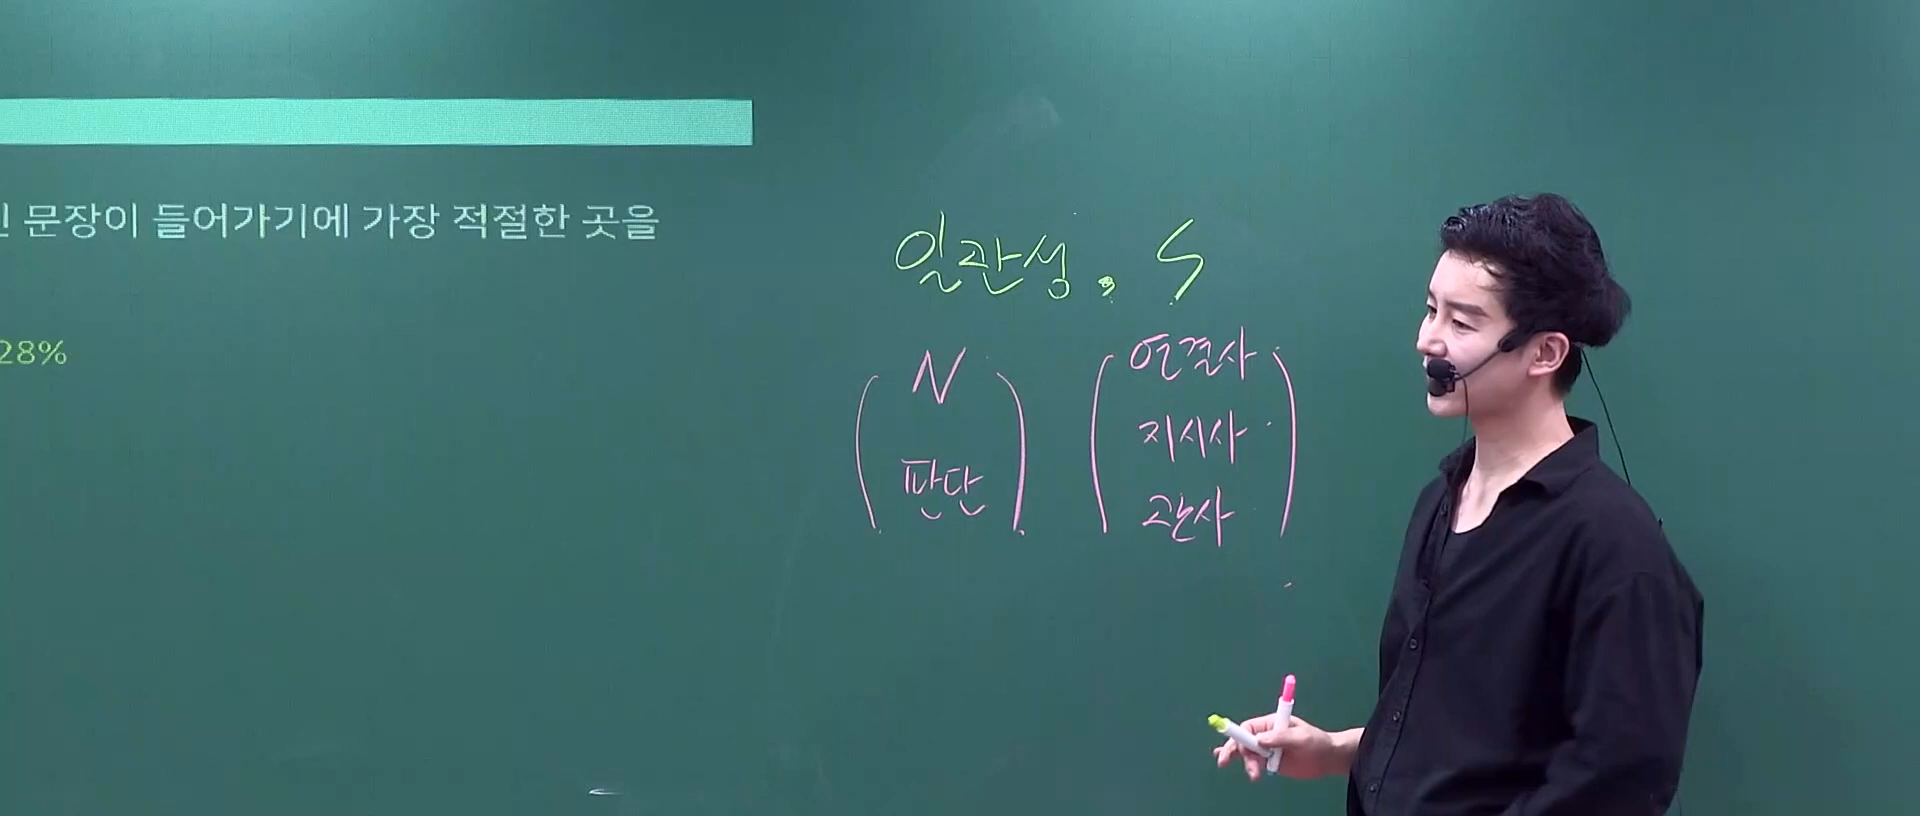 문장이 들어가기에 가장 적절한 곳을
28%
일관성, S
N
판단
연결사
지시사
관사